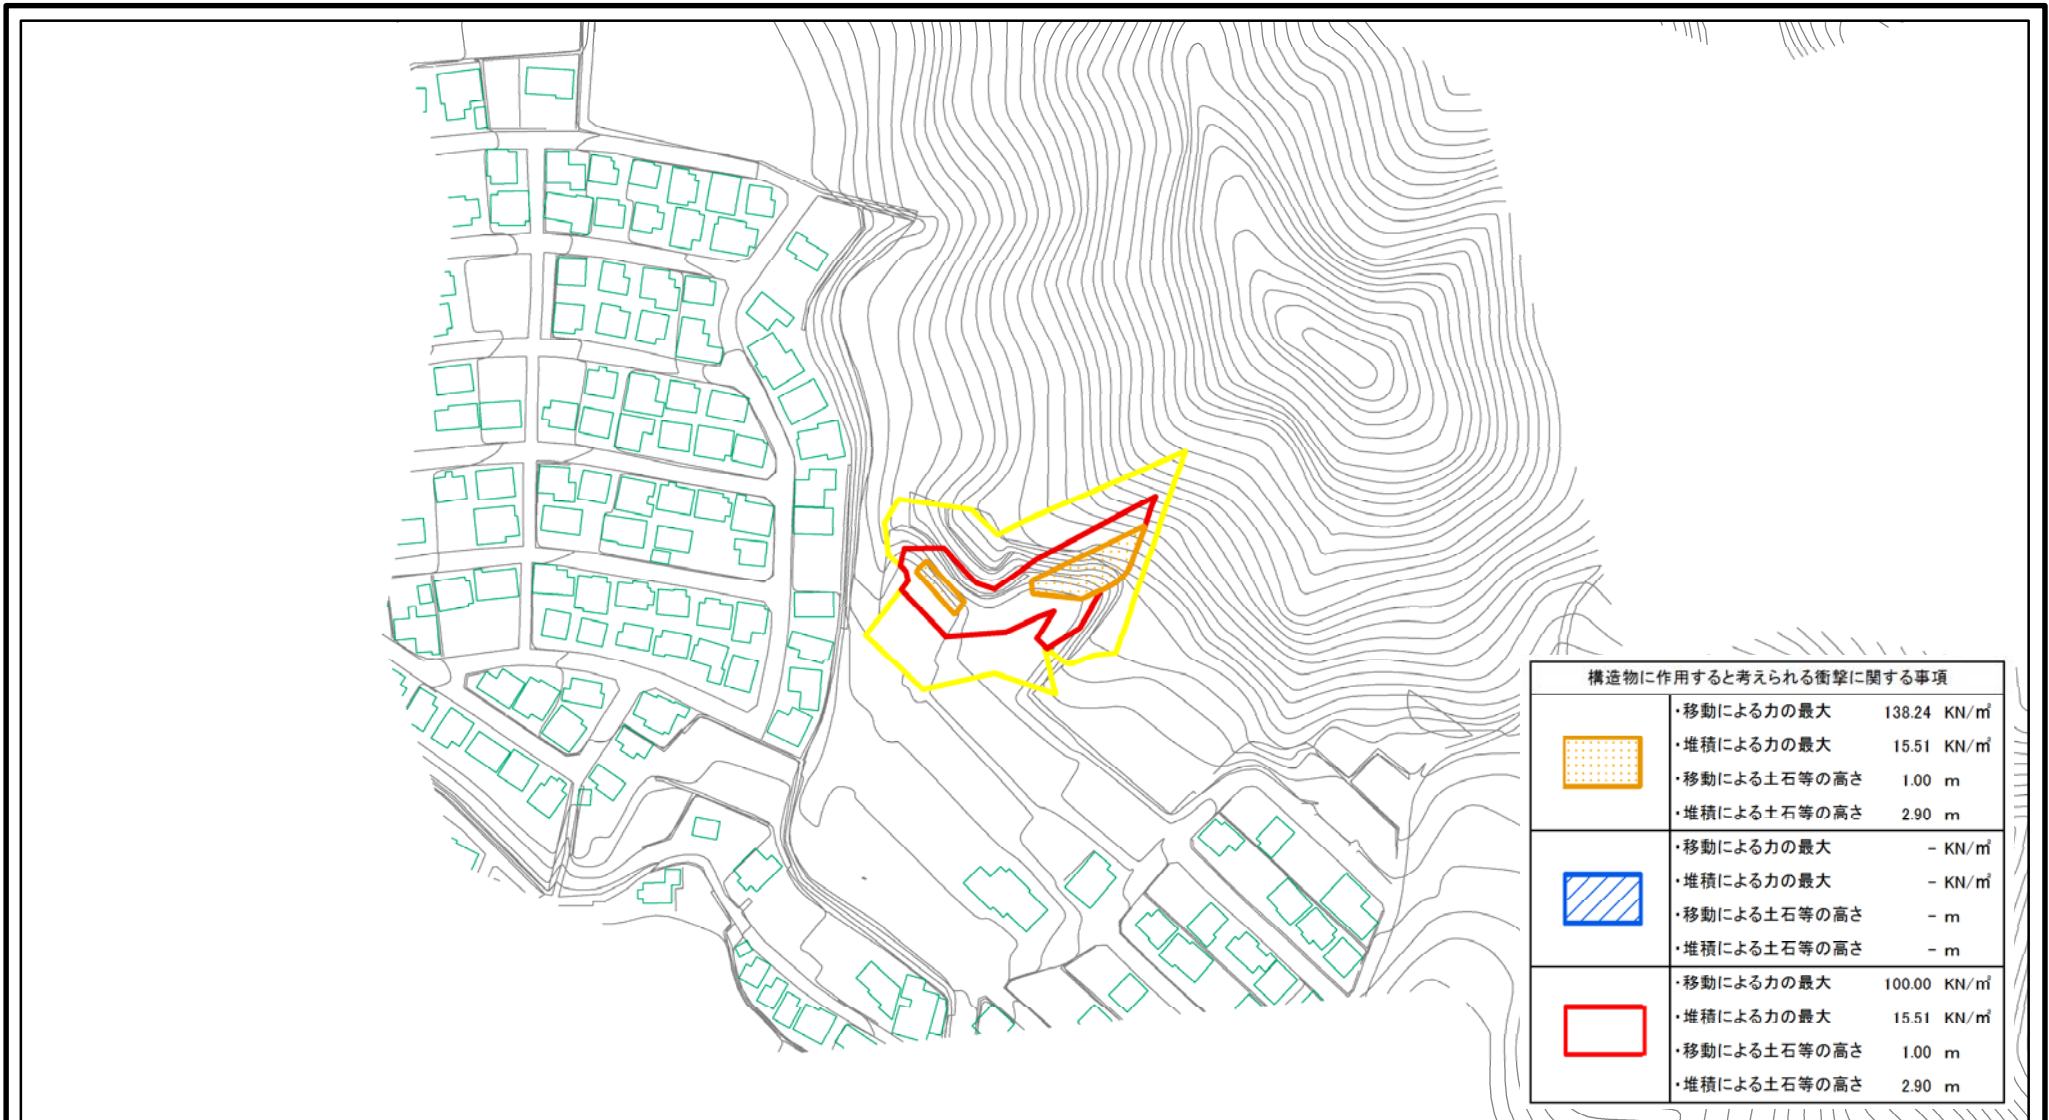 構造物に作用すると考えられる衝撃に関する事項
・移動による力の最大 138.24 KN/㎡
・堆積による力の最大 15.51 KN/㎡
・移動による土石等の高さ 1.00 m
・堆積による土石等の高さ 2.90 m
・移動による力の最大 - KN/㎡
・堆積による力の最大 - KN/㎡
・移動による土石等の高さ - m
・堆積による土石等の高さ - m
・移動による力の最大 100.00 KN/㎡
・堆積による力の最大 15.51 KN/㎡
・移動による土石等の高さ 1.00 m
・堆積による土石等の高さ 2.90 m